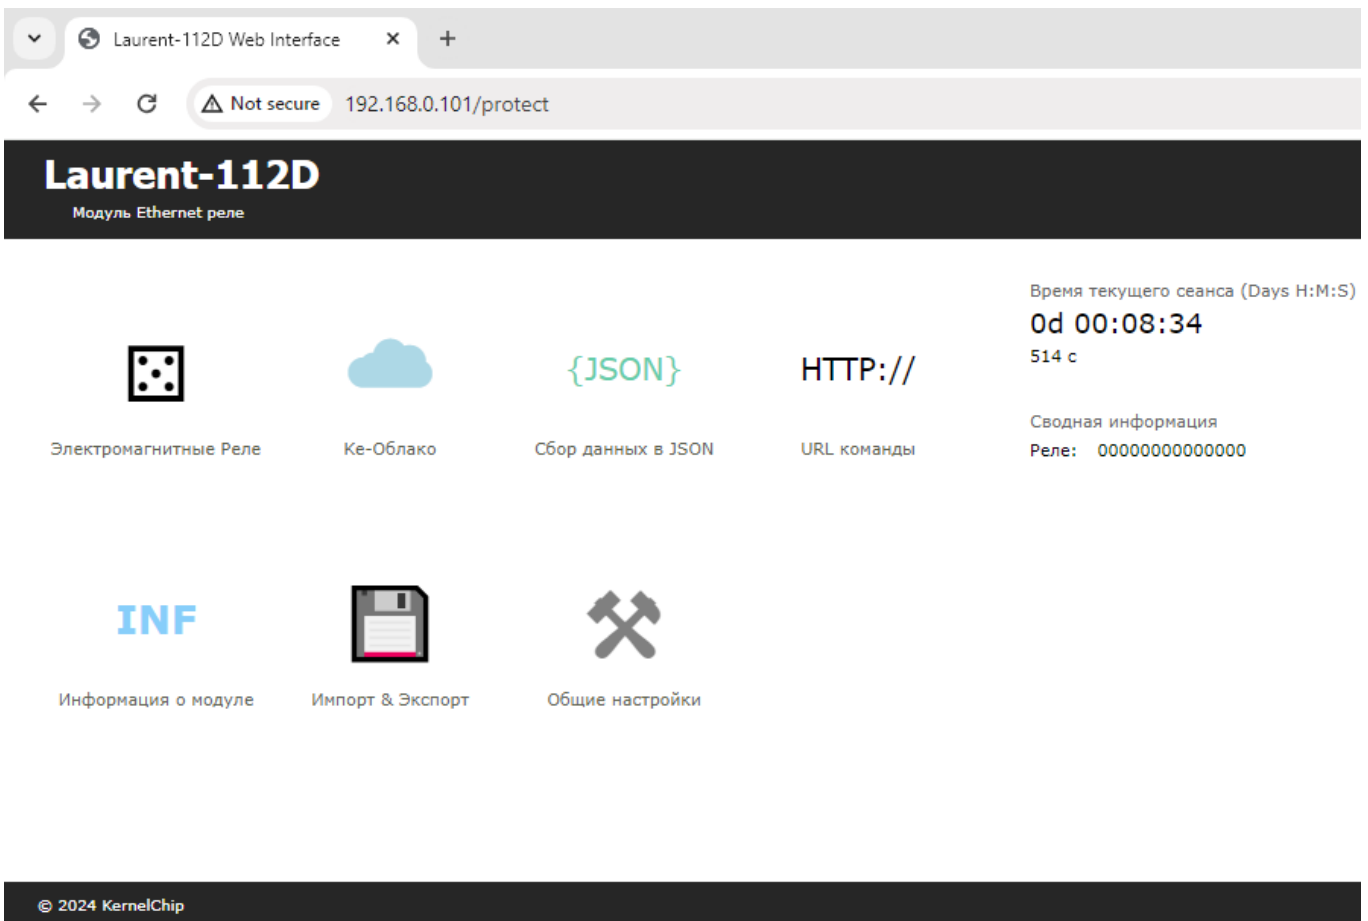 Laurent-112D Web Interface
Not secure 192.168.0.101/protect
Laurent-112D
Модуль Ethernet реле
Время текущего сеанса (Days H:M:S)
0d 00:08:34
514 с
{JSON}
HTTP://
Сводная информация
Реле: 00000000000000
Электромагнитные Реле
Ke-Облако
Сбор данных в JSON
URL команды
INF
Информация о модуле
Импорт & Экспорт
Общие настройки
© 2024 KernelChip